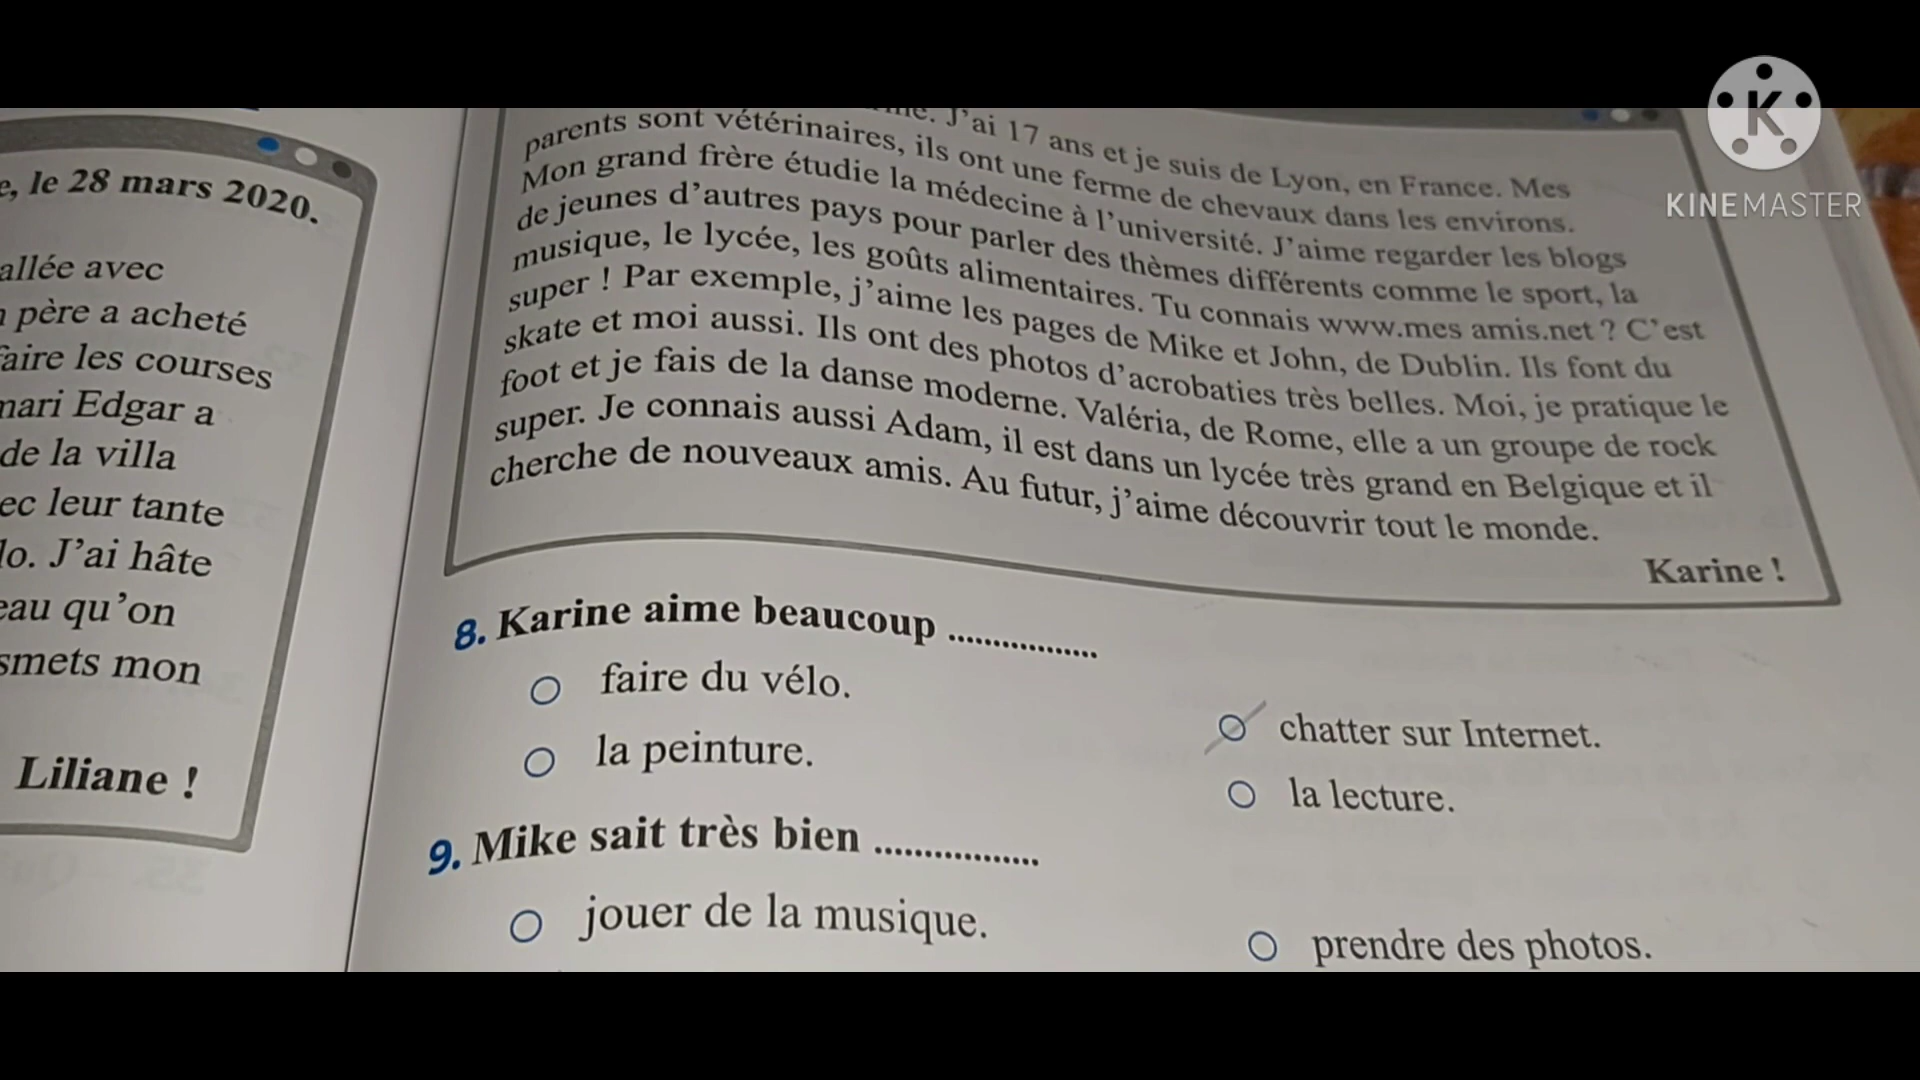 e, le 28 mars 2020.
allée avec
père a acheté
faire les courses
mari Edgar a
de la villa
ec leur tante
lo. J'ai hâte
eau qu'on
smets mon
Liliane !
J'ai 17 ans et je suis de Lyon, en France. Mes
parents sont vétérinaires, ils ont une ferme de chevaux dans les environs.
Mon grand frère étudie la médecine à l'université. J'aime regarder les blogs
de jeunes d'autres pays pour parler des thèmes différents comme le sport, la
musique, le lycée, les goûts alimentaires. Tu connais www.mes amis.net ? C'est
super ! Par exemple, j'aime les pages de Mike et John, de Dublin. Ils font du
skate et moi aussi. Ils ont des photos d'acrobaties très belles. Moi, je pratique le
foot et je fais de la danse moderne. Valéria, de Rome, elle a un groupe de rock
super. Je connais aussi Adam, il est dans un lycée très grand en Belgique et il
cherche de nouveaux amis. Au futur, j'aime découvrir tout le monde.
Karine !
8. Karine aime beaucoup ................
faire du vélo.
chatter sur Internet.
la peinture.
la lecture.
9. Mike sait très bien .................
jouer de la musique.
prendre des photos.
KINEMASTER